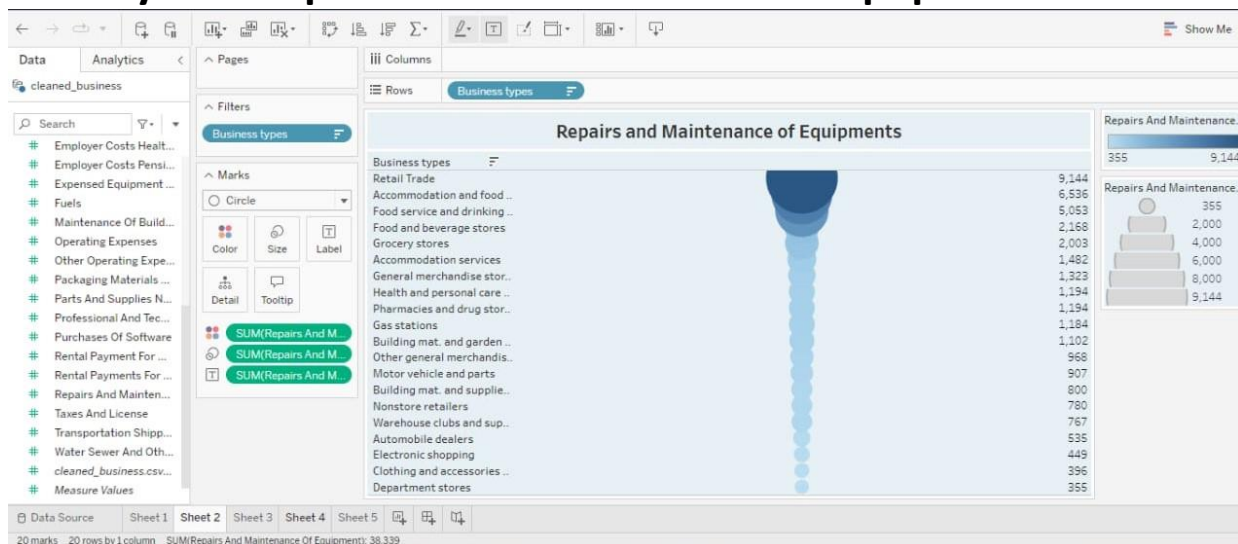 Data Analytics
cleaned_business
Search
Employer Costs Healt...
Employer Costs Pensi...
Expensed Equipment ...
Fuels
Maintenance Of Build...
Operating Expenses
Other Operating Expe...
Packaging Materials ...
Parts And Supplies N...
Professional And Tec...
Purchases Of Software
Rental Payment For ...
Rental Payments For ...
Repairs And Mainten...
Taxes And License
Transportation Shipp...
Water Sewer And Oth...
cleaned_business.csv...
Measure Values
Pages
Filters
Business types
Marks
Circle
Color Size Label
Detail Tooltip
SUM(Repairs And M...
SUM(Repairs And M...
SUM(Repairs And M...
Columns
Rows Business types
Show Me
Repairs and Maintenance of Equipments
Business types
Retail Trade 9,144
Accommodation and food .. 6,536
Food service and drinking .. 5,053
Food and beverage stores 2,168
Grocery stores 2,003
Accommodation services 1,482
General merchandise stor.. 1,323
Health and personal care .. 1,194
Pharmacies and drug stor.. 1,194
Gas stations 1,184
Building mat. and garden .. 1,102
Other general merchandis.. 968
Motor vehicle and parts 907
Building mat. and supplie.. 800
Nonstore retailers 780
Warehouse clubs and sup.. 767
Automobile dealers 535
Electronic shopping 449
Clothing and accessories .. 396
Department stores 355
Repairs And Maintenance.
355 9,144
Repairs And Maintenance.
355
2,000
4,000
6,000
8,000
9,144
Data Source Sheet 1 Sheet 2 Sheet 3 Sheet 4 Sheet 5
20 marks 20 rows by 1 column SUM(Repairs And Maintenance Of Equipment): 38,339